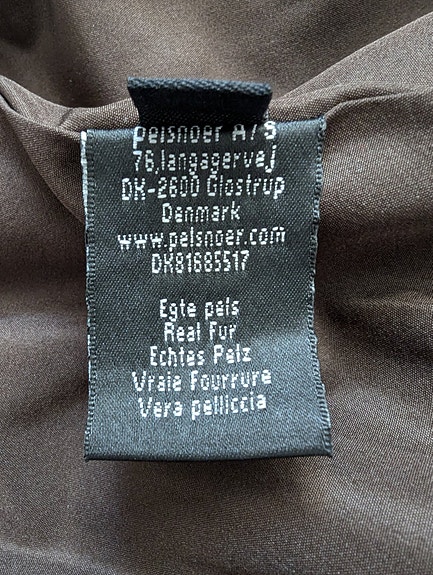 pelsnoer A/S
76,langagervej
DK-2600 Glostrup
Denmark
www.pelsnoer.com
DK81685517
Egte pels
Real Fur
Echtes Pelz
Vraie Fourrure
Vera pelliccia